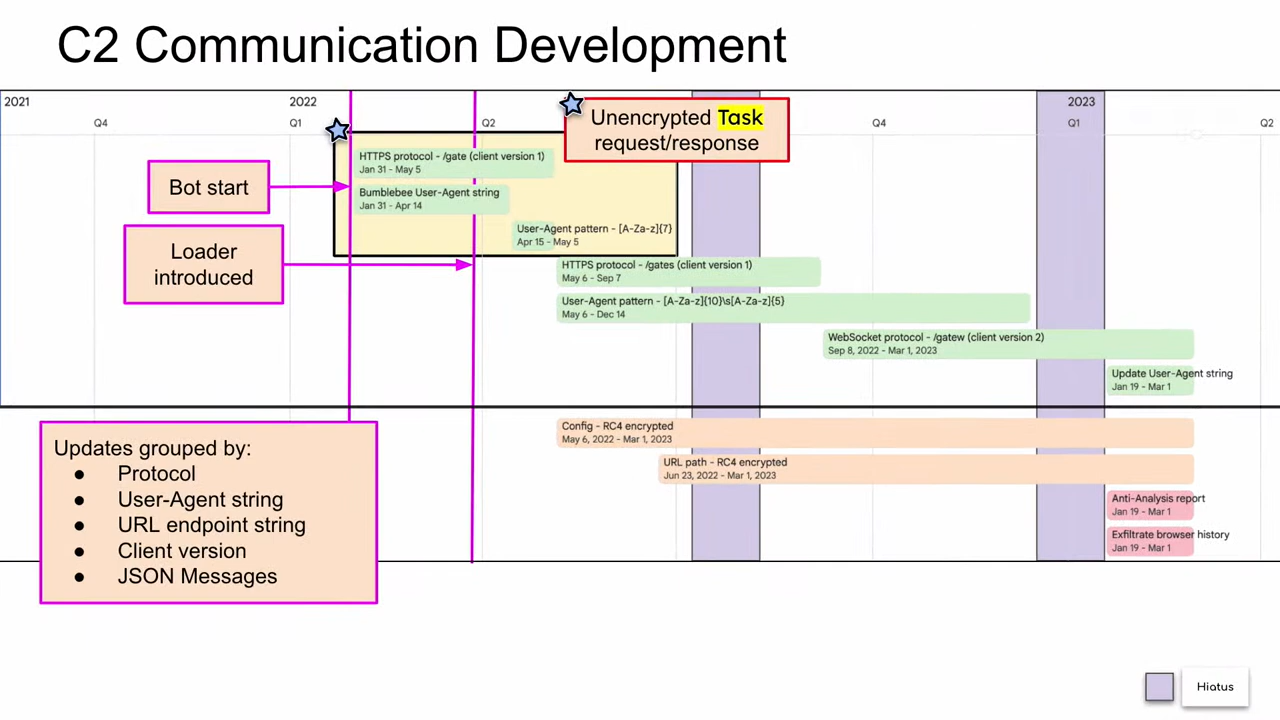 C2 Communication Development
2021
2022
2023
Q4
Q1
Q2
Q4
Q1
Q2
Unencrypted Task
request/response
HTTPS protocol - /gate (client version 1)
Jan 31 - May 5
Bot start
Bumblebee User-Agent string
Jan 31 - Apr 14
User-Agent pattern - [A-Za-z]{7}
Apr 15 - May 5
Loader
introduced
HTTPS protocol - /gates (client version 1)
May 6 - Sep 7
User-Agent pattern - [A-Za-z]{10}\s[A-Za-z]{5}
May 6 - Dec 14
WebSocket protocol - /gatew (client version 2)
Sep 8, 2022 - Mar 1, 2023
Update User-Agent string
Jan 19 - Mar 1
Config - RC4 encrypted
May 6, 2022 - Mar 1, 2023
URL path - RC4 encrypted
Jun 23, 2022 - Mar 1, 2023
Anti-Analysis report
Jan 19 - Mar 1
Exfiltrate browser history
Jan 19 - Mar 1
Updates grouped by:
● Protocol
● User-Agent string
● URL endpoint string
● Client version
● JSON Messages
Hiatus